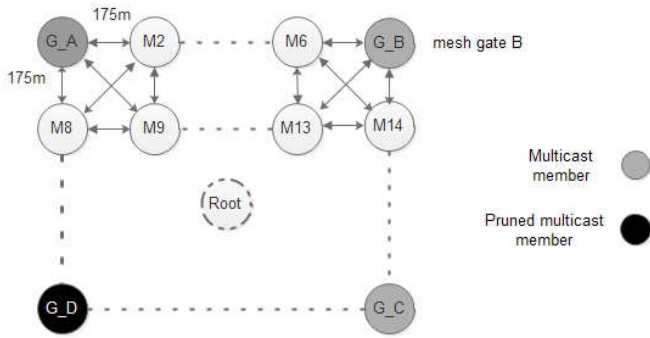 175m
G_A
M2
M6
G_B
mesh gate B
175m
M8
M9
M13
M14
Root
Multicast
member
Pruned multicast
member
G_D
G_C